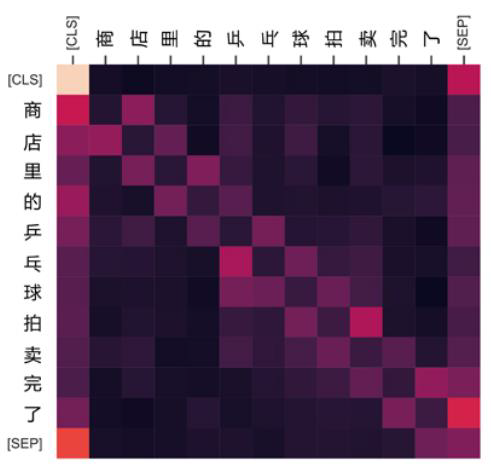 [CLS] 商 店 里 的 乒 乓 球 拍 卖 完 了 [SEP]
[CLS]
商
店
里
的
乒
乓
球
拍
卖
完
了
[SEP]